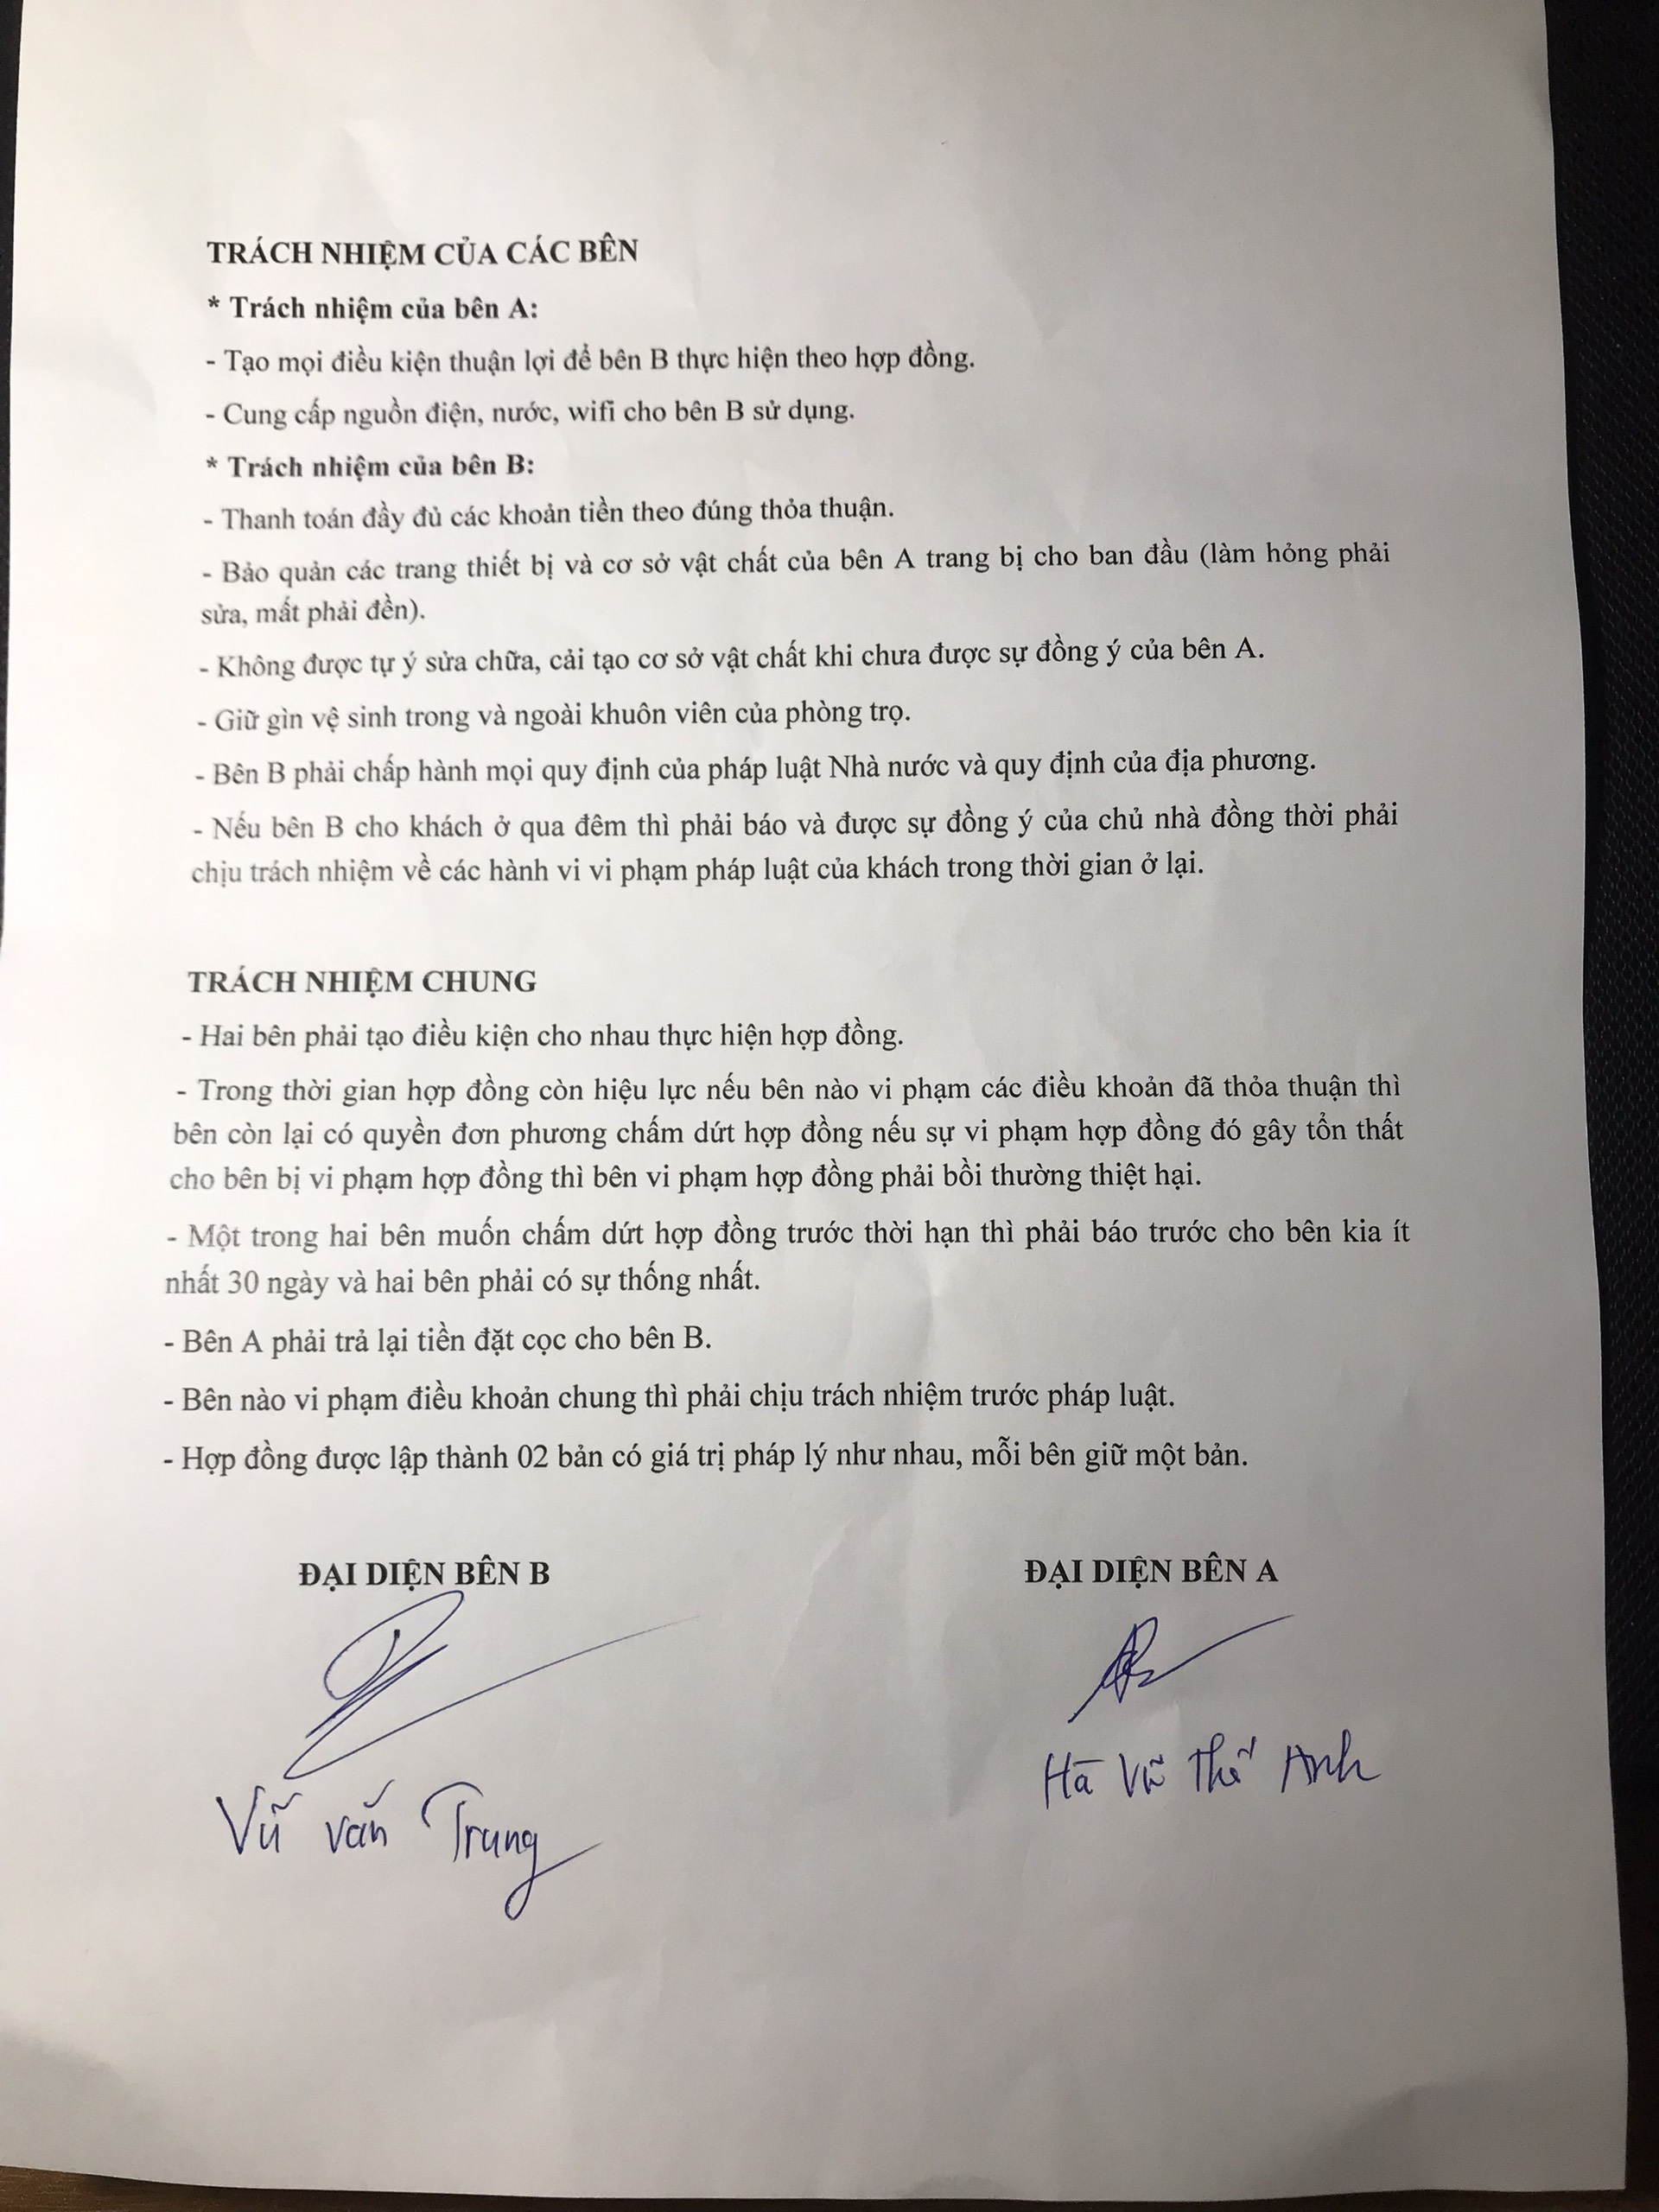 TRÁCH NHIỆM CỦA CÁC BÊN
* Trách nhiệm của bên A:
- Tạo mọi điều kiện thuận lợi để bên B thực hiện theo hợp đồng.
- Cung cấp nguồn điện, nước, wifi cho bên B sử dụng.
* Trách nhiệm của bên B:
- Thanh toán đầy đủ các khoản tiền theo đúng thỏa thuận.
- Bảo quản các trang thiết bị và cơ sở vật chất của bên A trang bị cho ban đầu (làm hỏng phải
sửa, mất phải đền).
- Không được tự ý sửa chữa, cải tạo cơ sở vật chất khi chưa được sự đồng ý của bên A.
- Giữ gìn vệ sinh trong và ngoài khuôn viên của phòng trọ.
- Bên B phải chấp hành mọi quy định của pháp luật Nhà nước và quy định của địa phương.
- Nếu bên B cho khách ở qua đêm thì phải báo và được sự đồng ý của chủ nhà đồng thời phải
chịu trách nhiệm về các hành vi vi phạm pháp luật của khách trong thời gian ở lại.
TRÁCH NHIỆM CHUNG
- Hai bên phải tạo điều kiện cho nhau thực hiện hợp đồng.
- Trong thời gian hợp đồng còn hiệu lực nếu bên nào vi phạm các điều khoản đã thỏa thuận thì
bên còn lại có quyền đơn phương chấm dứt hợp đồng nếu sự vi phạm hợp đồng đó gây tổn thất
cho bên bị vi phạm hợp đồng thì bên vi phạm hợp đồng phải bồi thường thiệt hại.
- Một trong hai bên muốn chấm dứt hợp đồng trước thời hạn thì phải báo trước cho bên kia ít
nhất 30 ngày và hai bên phải có sự thống nhất.
- Bên A phải trả lại tiền đặt cọc cho bên B.
- Bên nào vi phạm điều khoản chung thì phải chịu trách nhiệm trước pháp luật.
- Hợp đồng được lập thành 02 bản có giá trị pháp lý như nhau, mỗi bên giữ một bản.
ĐẠI DIỆN BÊN B
ĐẠI DIỆN BÊN A
Vũ Văn Trung
Hà Vũ Thế Anh